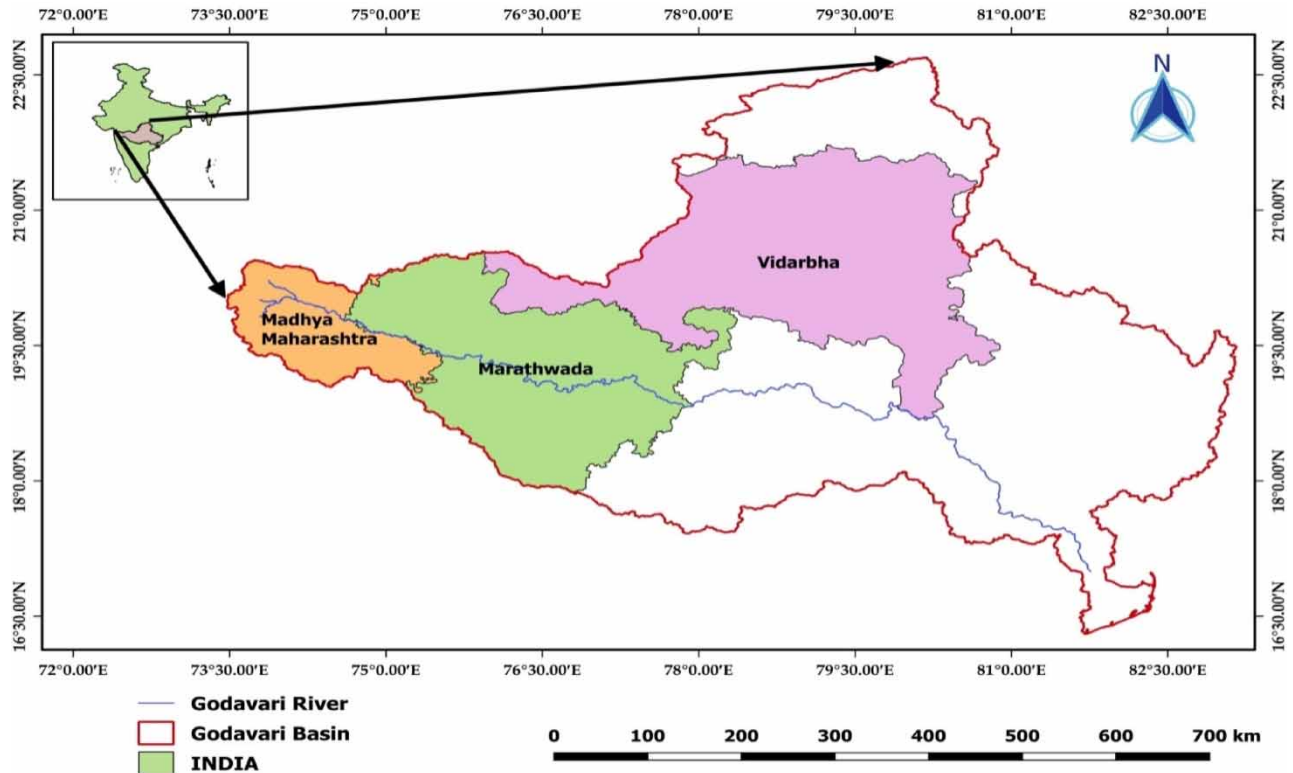 72°0.00′E 73°30.00′E 75°0.00′E 76°30.00′E 78°0.00′E 79°30.00′E 81°0.00′E 82°30.00′E
22°30.00′N
21°0.00′N
19°30.00′N
18°0.00′N
16°30.00′N
N
Vidarbha
Madhya
Maharashtra
Marathwada
22°30.00′N
21°0.00′N
19°30.00′N
18°0.00′N
16°30.00′N
72°0.00′E 73°30.00′E 75°0.00′E 76°30.00′E 78°0.00′E 79°30.00′E 81°0.00′E 82°30.00′E
Godavari River
Godavari Basin
INDIA
0 100 200 300 400 500 600 700 km